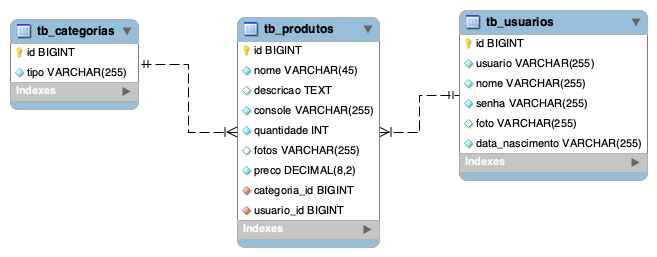 tb_categorias
id BIGINT
tipo VARCHAR(255)
Indexes
tb_produtos
id BIGINT
nome VARCHAR(45)
descricao TEXT
console VARCHAR(255)
quantidade INT
fotos VARCHAR(255)
preco DECIMAL(8,2)
categoria_id BIGINT
usuario_id BIGINT
Indexes
tb_usuarios
id BIGINT
usuario VARCHAR(255)
nome VARCHAR(255)
senha VARCHAR(255)
foto VARCHAR(255)
data_nascimento VARCHAR(255)
Indexes